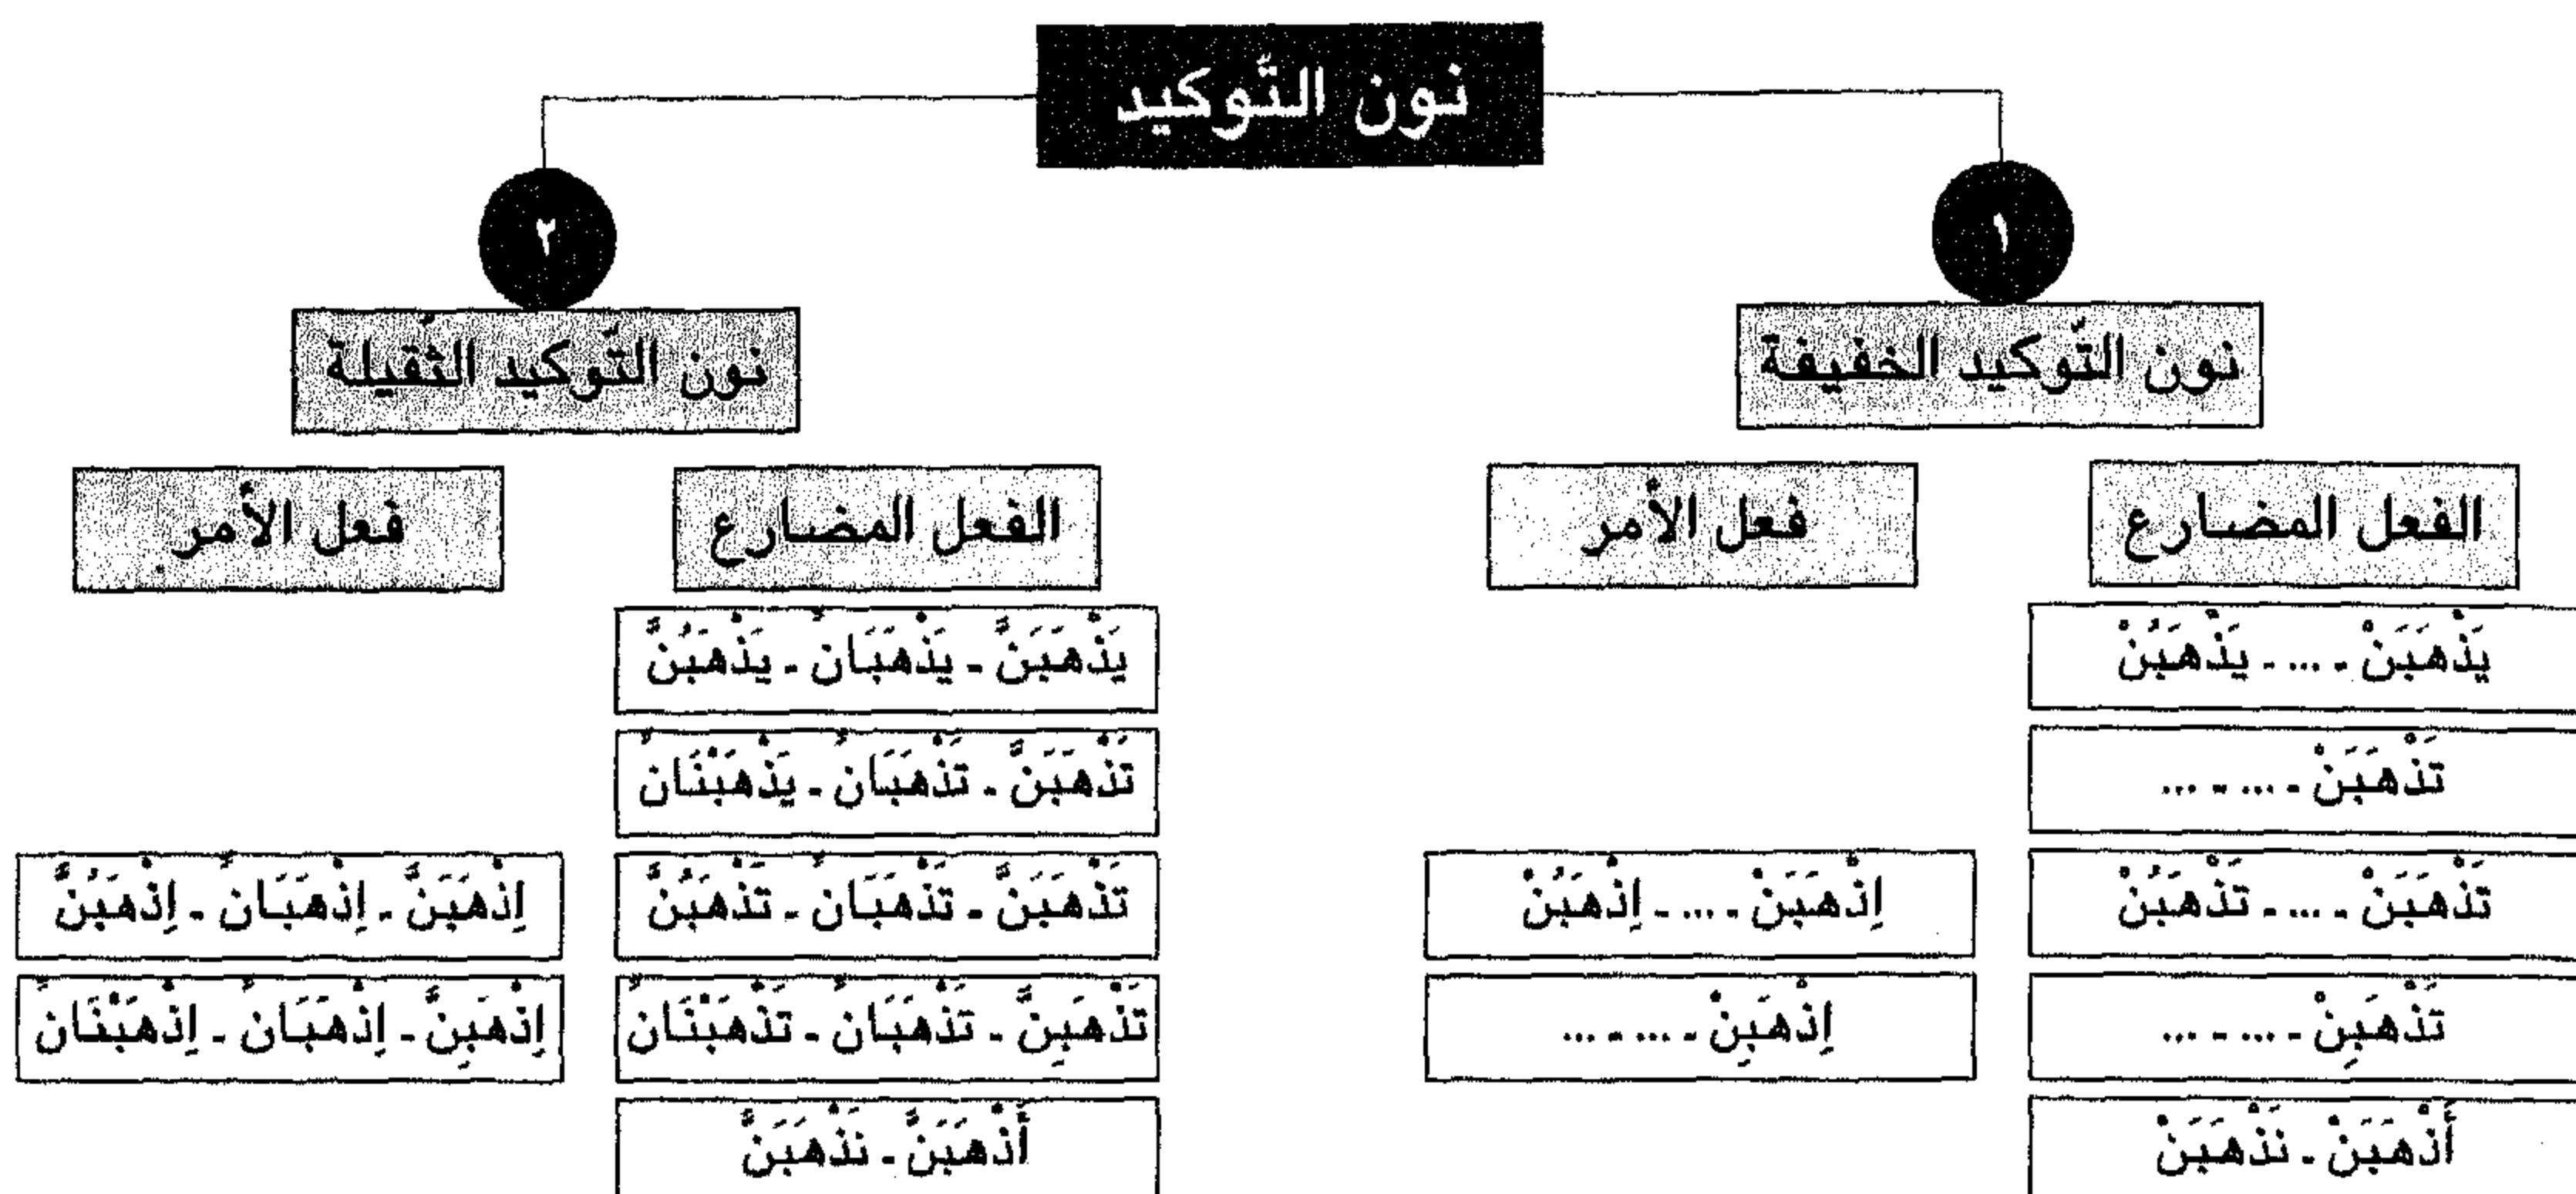 نون التّوكيد
١
نون التّوكيد الخفيفة
الفعل المضارع
يَذْهَبَنْ ـ ... ـ يَذْهَبُنْ
تَذْهَبَنْ ـ ... ـ ...
تَذْهَبَنْ ـ ... ـ تَذْهَبُنْ
تَذْهَبِنْ ـ ... ـ ...
أَذْهَبَنْ ـ نَذْهَبَنْ
فعل الأمر
اِذْهَبَنْ ـ ... ـ اِذْهَبُنْ
اِذْهَبِنْ ـ ... ـ ...
٢
نون التّوكيد الثّقيلة
الفعل المضارع
يَذْهَبَنَّ ـ يَذْهَبَانِّ ـ يَذْهَبُنَّ
تَذْهَبَنَّ ـ تَذْهَبَانِّ ـ يَذْهَبْنَانِّ
تَذْهَبَنَّ ـ تَذْهَبَانِّ ـ تَذْهَبُنَّ
تَذْهَبِنَّ ـ تَذْهَبَانِّ ـ تَذْهَبْنَانِّ
أَذْهَبَنَّ ـ نَذْهَبَنَّ
فعل الأمر
اِذْهَبَنَّ ـ اِذْهَبَانِّ ـ اِذْهَبُنَّ
اِذْهَبِنَّ ـ اِذْهَبَانِّ ـ اِذْهَبْنَانِّ